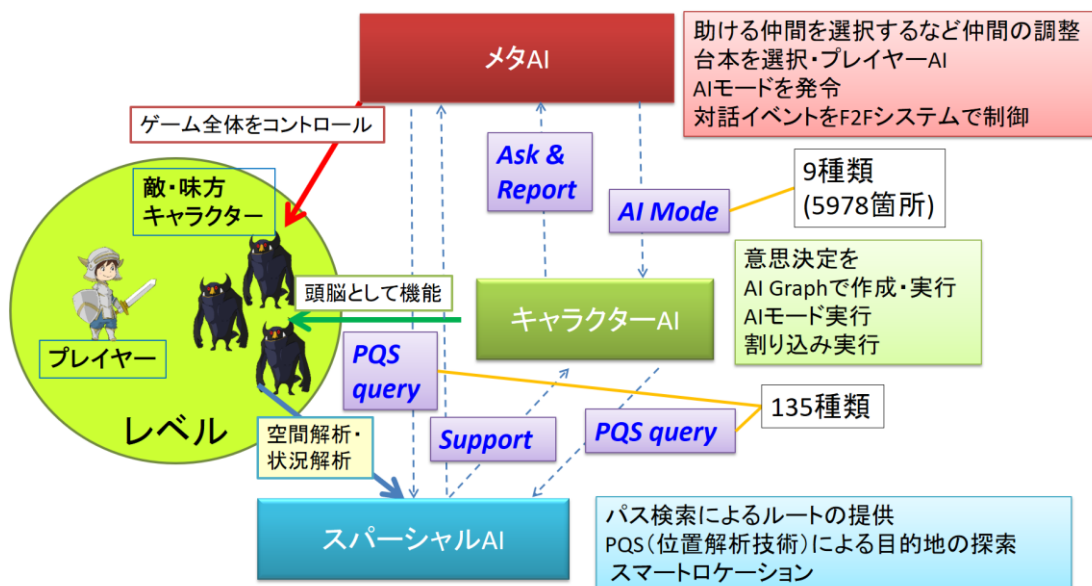 メタAI
助ける仲間を選択するなど仲間の調整
台本を選択・プレイヤーAI
AIモードを発令
対話イベントをF2Fシステムで制御
ゲーム全体をコントロール
敵・味方
キャラクター
Ask &
Report
AI Mode
9種類
(5978箇所)
頭脳として機能
キャラクターAI
意思決定を
AI Graphで作成・実行
AIモード実行
割り込み実行
プレイヤー
PQS
query
135種類
レベル
空間解析・
状況解析
Support
PQS query
スパーシャルAI
パス検索によるルートの提供
PQS(位置解析技術)による目的地の探索
スマートロケーション